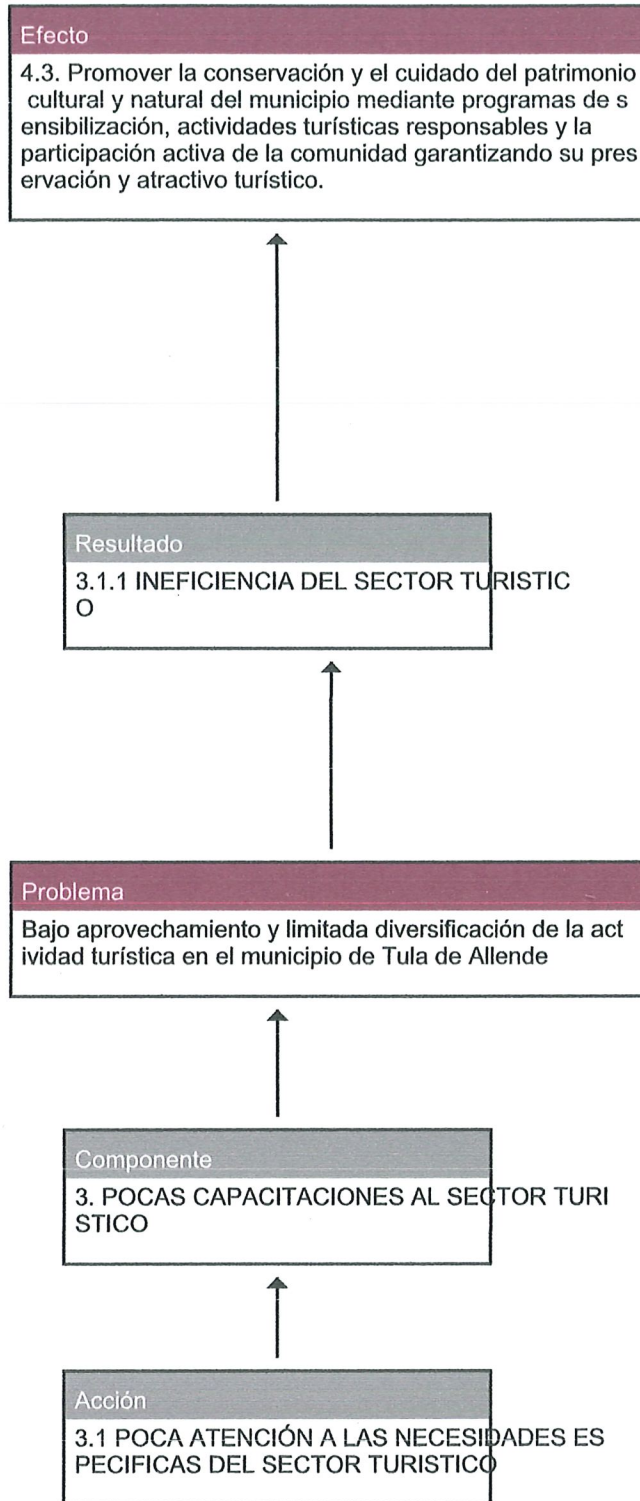 Efecto
4.3. Promover la conservación y el cuidado del patrimonio
cultural y natural del municipio mediante programas de s
ensibilización, actividades turísticas responsables y la
participación activa de la comunidad garantizando su pres
ervación y atractivo turístico.
Resultado
3.1.1 INEFICIENCIA DEL SECTOR TURISTIC
O
Problema
Bajo aprovechamiento y limitada diversificación de la act
ividad turística en el municipio de Tula de Allende
Componente
3. POCAS CAPACITACIONES AL SECTOR TURI
STICO
Acción
3.1 POCA ATENCIÓN A LAS NECESIDADES ES
PECIFICAS DEL SECTOR TURISTICO